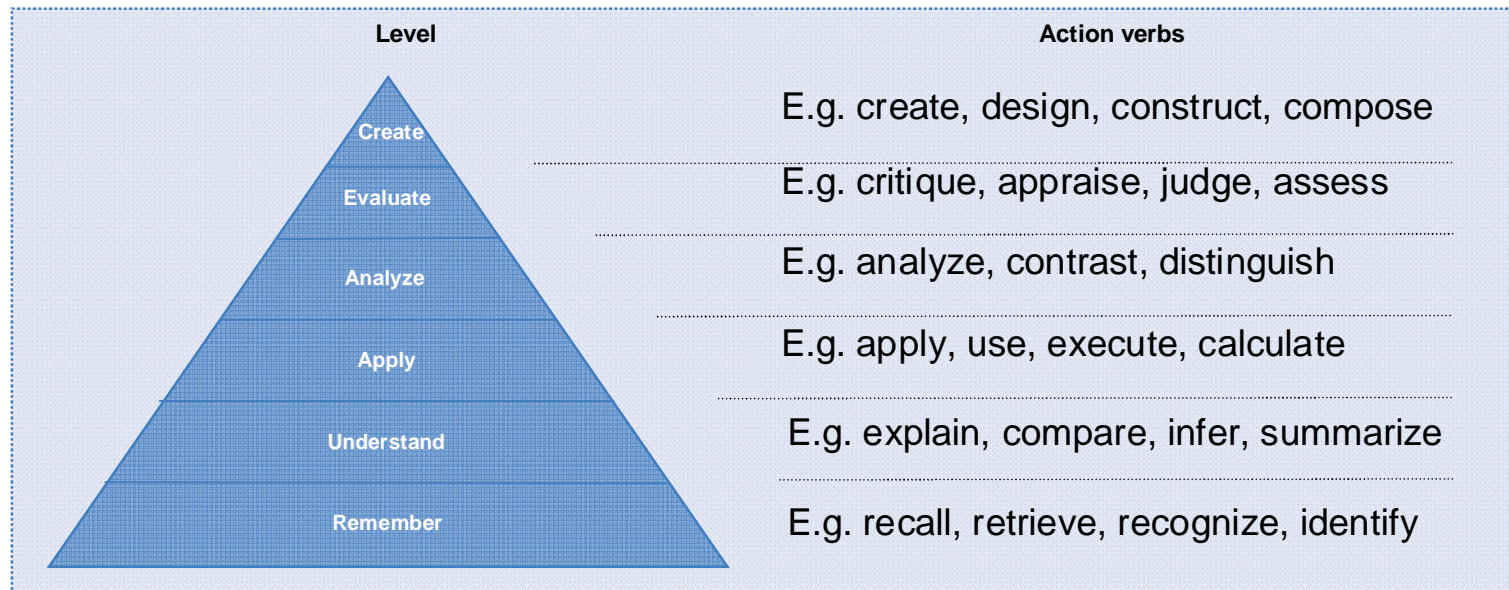 Level Action verbs
Create E.g. create, design, construct, compose
Evaluate E.g. critique, appraise, judge, assess
Analyze E.g. analyze, contrast, distinguish
Apply E.g. apply, use, execute, calculate
Understand E.g. explain, compare, infer, summarize
Remember E.g. recall, retrieve, recognize, identify